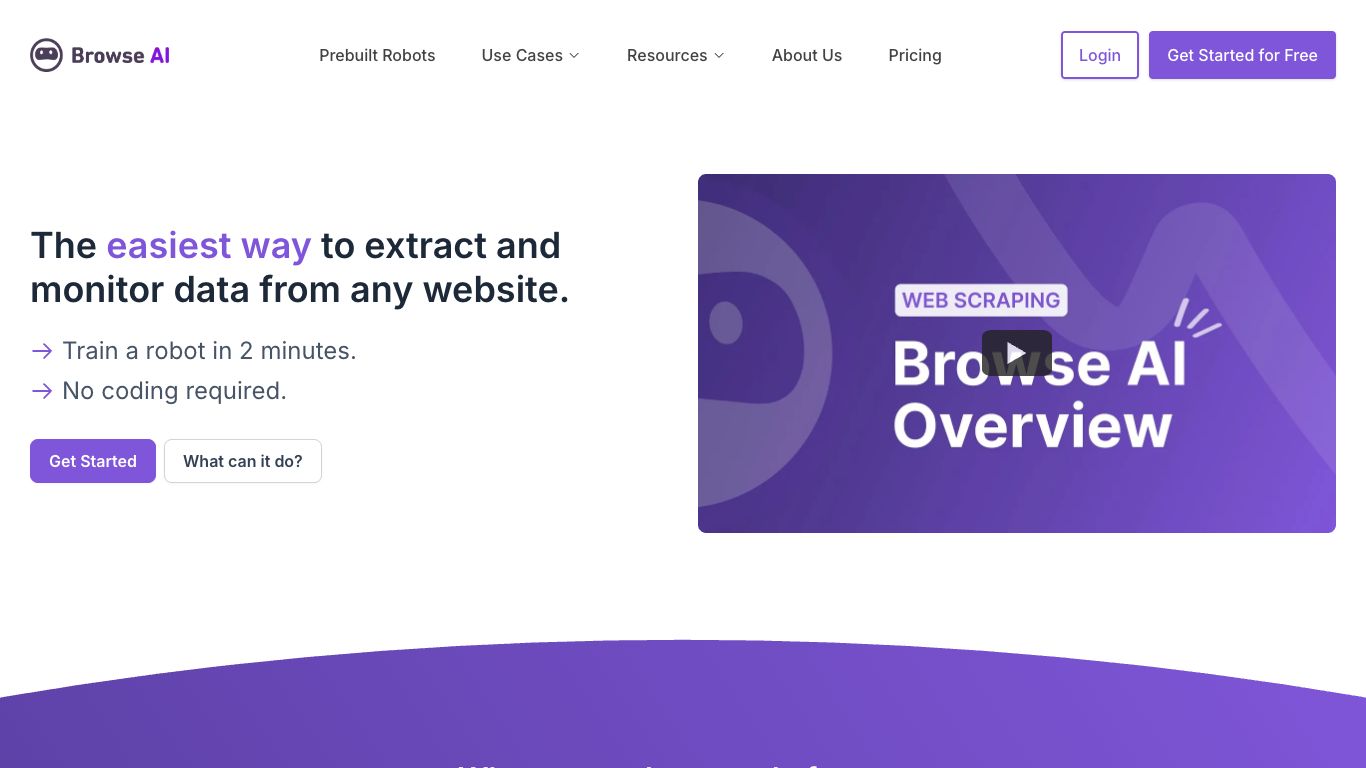 Browse AI
Prebuilt Robots
Use Cases
Resources
About Us
Pricing
Login
Get Started for Free
The easiest way to extract and
monitor data from any website.
→ Train a robot in 2 minutes.
→ No coding required.
Get Started
What can it do?
WEB SCRAPING
Browse AI
Overview